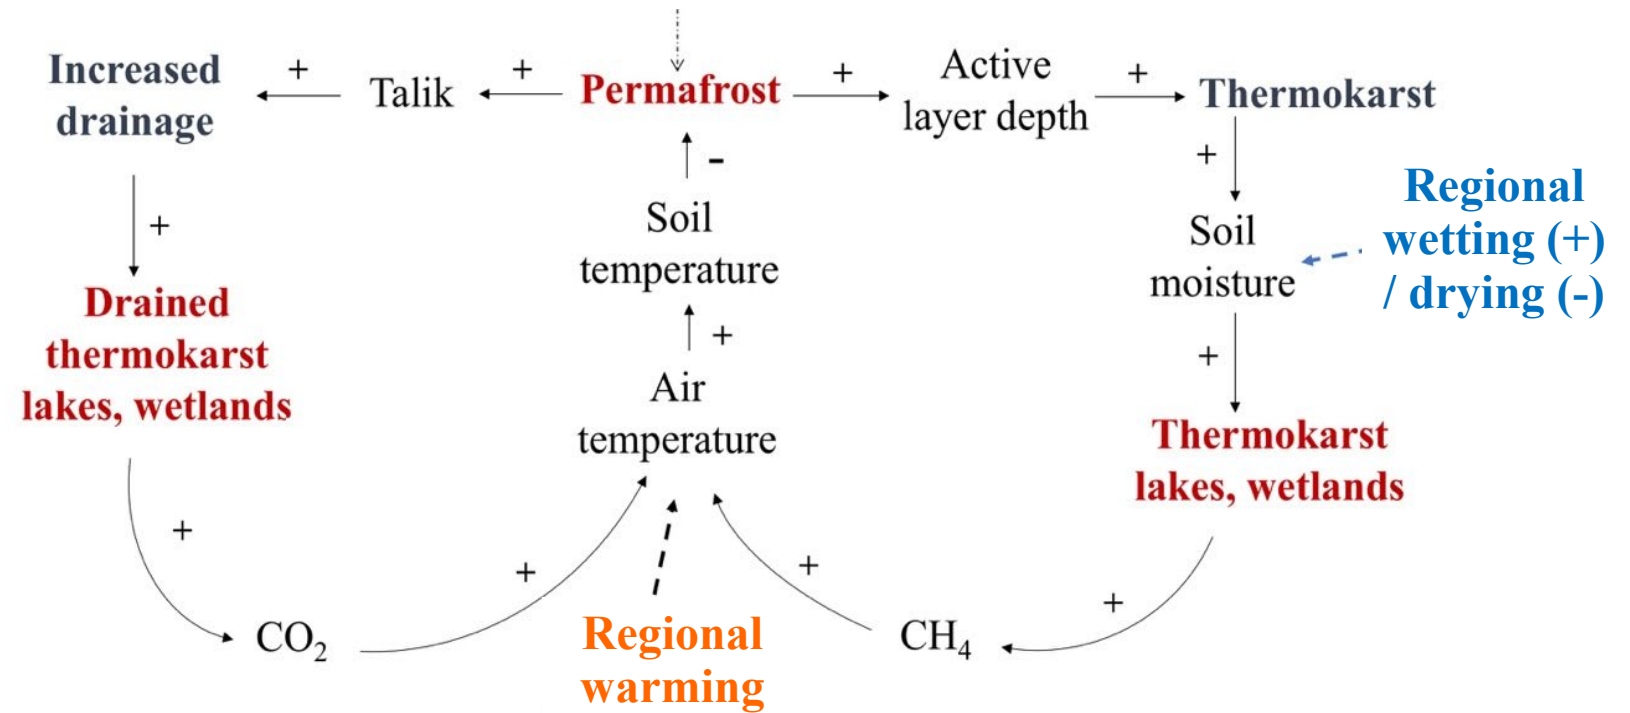 Increased
drainage
+
Talik
+
Permafrost
+
Active
layer depth
+
Thermokarst
+
-
+
Soil
temperature
Soil
moisture
Regional
wetting (+)
/ drying (-)
Drained
thermokarst
lakes, wetlands
+
Air
temperature
+
Thermokarst
lakes, wetlands
+
+
+
+
CO₂
Regional
warming
CH₄